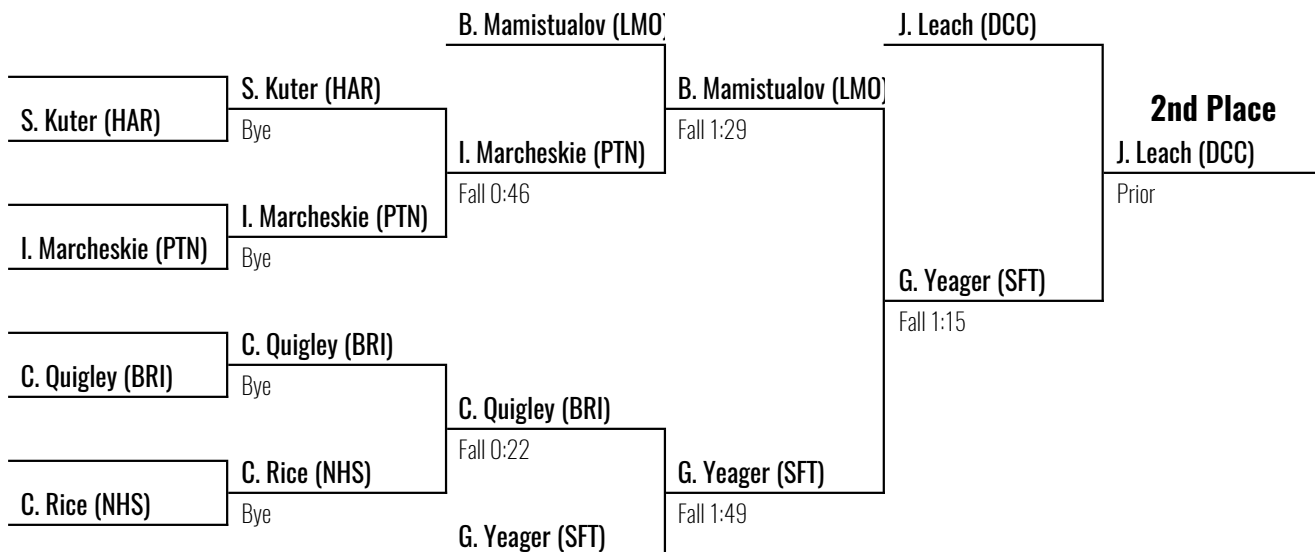 B. Mamistualov (LMO)
J. Leach (DCC)
S. Kuter (HAR)
B. Mamistualov (LMO)
2nd Place
S. Kuter (HAR)
Bye
Fall 1:29
I. Marcheskie (PTN)
J. Leach (DCC)
Fall 0:46
Prior
I. Marcheskie (PTN)
I. Marcheskie (PTN)
Bye
G. Yeager (SFT)
Fall 1:15
C. Quigley (BRI)
C. Quigley (BRI)
Bye
C. Quigley (BRI)
Fall 0:22
C. Rice (NHS)
G. Yeager (SFT)
C. Rice (NHS)
Bye
Fall 1:49
G. Yeager (SFT)